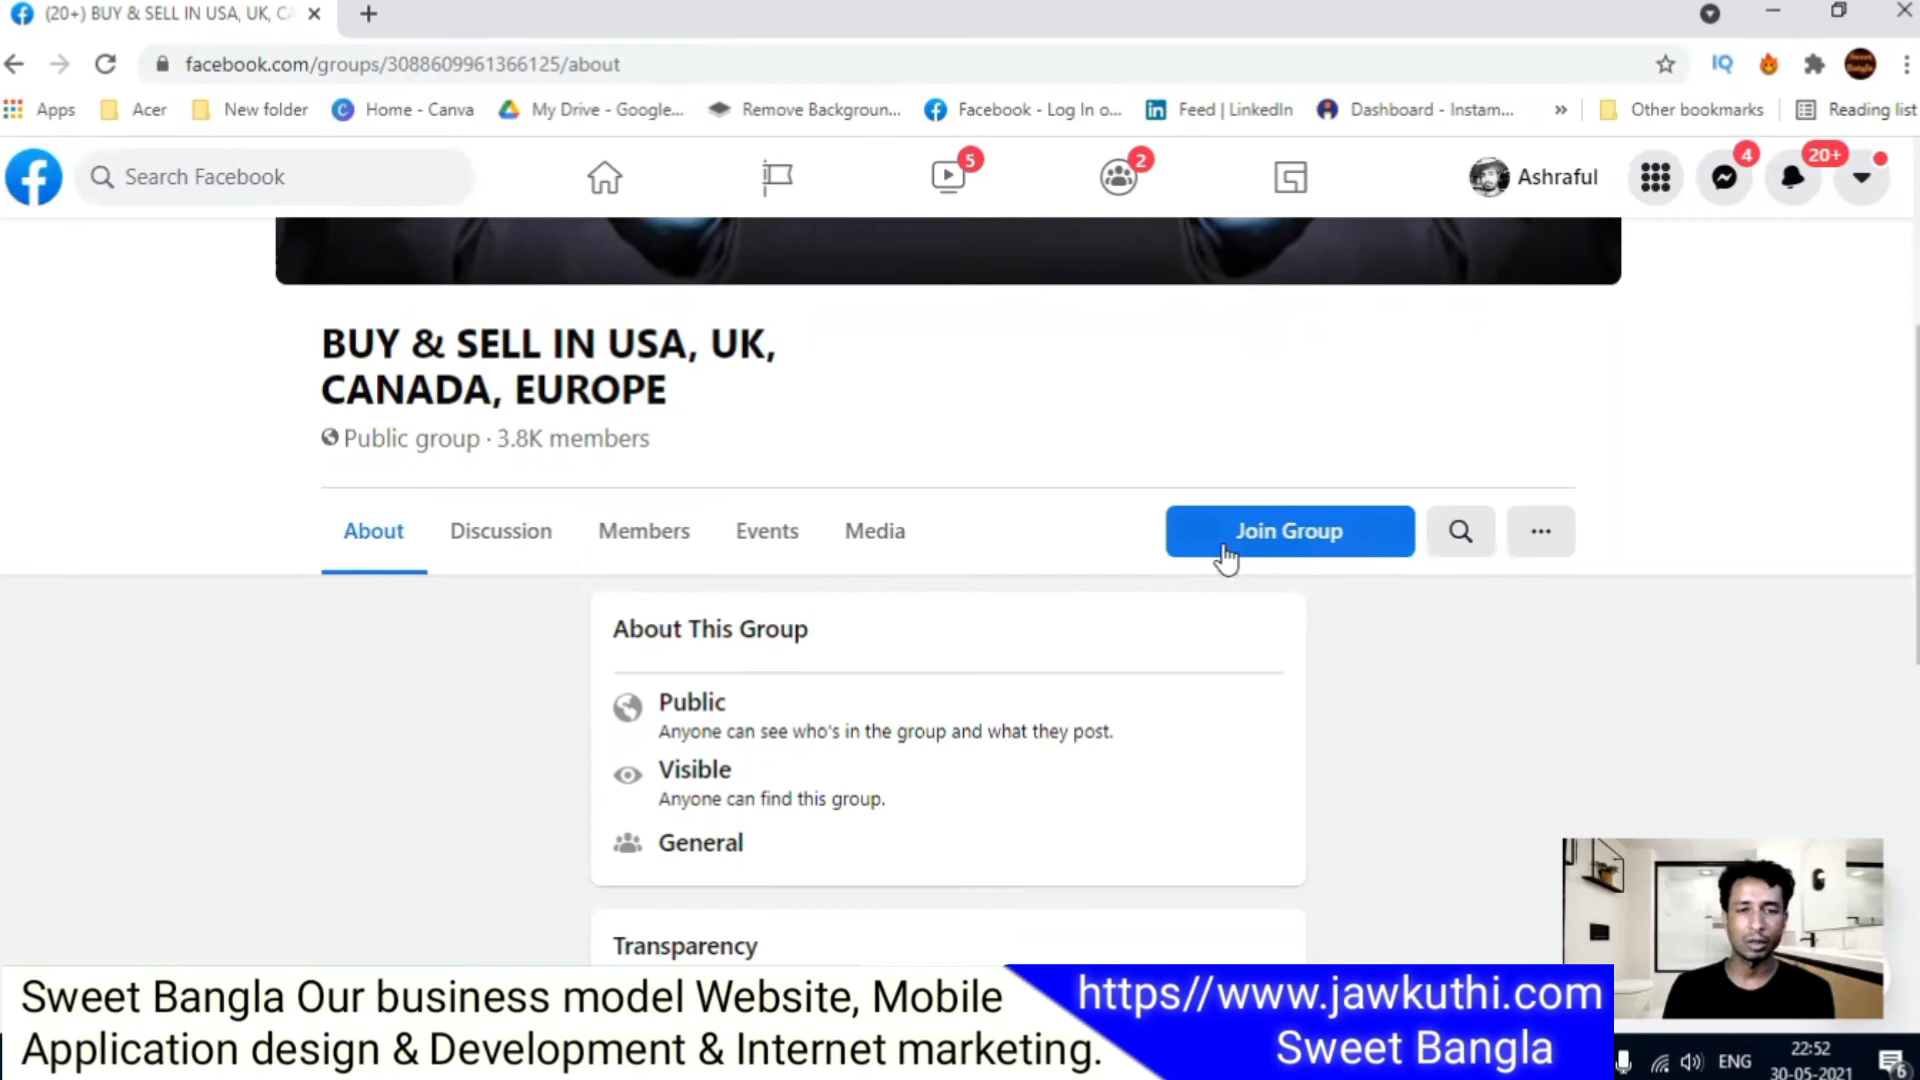 (20+) BUY & SELL IN USA, UK, CA
facebook.com/groups/3088609961366125/about
IQ
Apps
Acer
New folder
Home - Canva
My Drive - Google...
Remove Backgroun...
Facebook - Log In o...
Feed | LinkedIn
Dashboard - Instam...
»
Other bookmarks
Reading list
Search Facebook
5
2
Ashraful
4
20+
BUY & SELL IN USA, UK,
CANADA, EUROPE
Public group · 3.8K members
About
Discussion
Members
Events
Media
Join Group
About This Group
Public
Anyone can see who's in the group and what they post.
Visible
Anyone can find this group.
General
Transparency
Sweet Bangla Our business model Website, Mobile
Application design & Development & Internet marketing.
https//www.jawkuthi.com
Sweet Bangla
ENG
22:52
30-05-2021
6